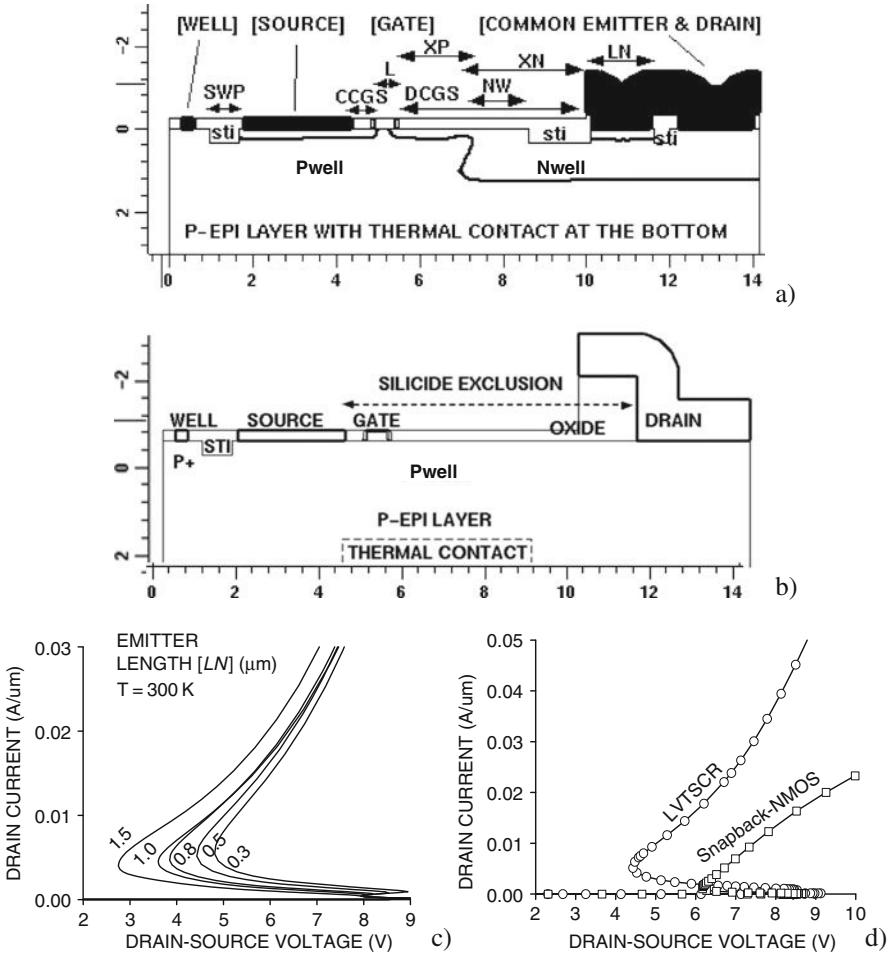 [WELL] [SOURCE] [GATE] [COMMON EMITTER & DRAIN]
XP
L XN LN
SWP CCGS DCGS NW
-2
0
2
sti sti sti
Pwell Nwell
P-EPI LAYER WITH THERMAL CONTACT AT THE BOTTOM
0 2 4 6 8 10 12 14
a)
-2
0
2
SILICIDE EXCLUSION
WELL SOURCE GATE OXIDE DRAIN
STI
P+
Pwell
P-EPI LAYER
THERMAL CONTACT
0 2 4 6 8 10 12 14
b)
DRAIN CURRENT (A/um)
0.03
0.02
0.01
0.00
EMITTER
LENGTH [LN] (μm)
T = 300 K
1.5 1.0 0.8 0.5 0.3
2 3 4 5 6 7 8 9
DRAIN-SOURCE VOLTAGE (V)
c)
DRAIN CURRENT (A/um)
0.05
0.04
0.03
0.02
0.01
0.00
LVTSCR
Snapback-NMOS
2 3 4 5 6 7 8 9 10
DRAIN-SOURCE VOLTAGE (V)
d)